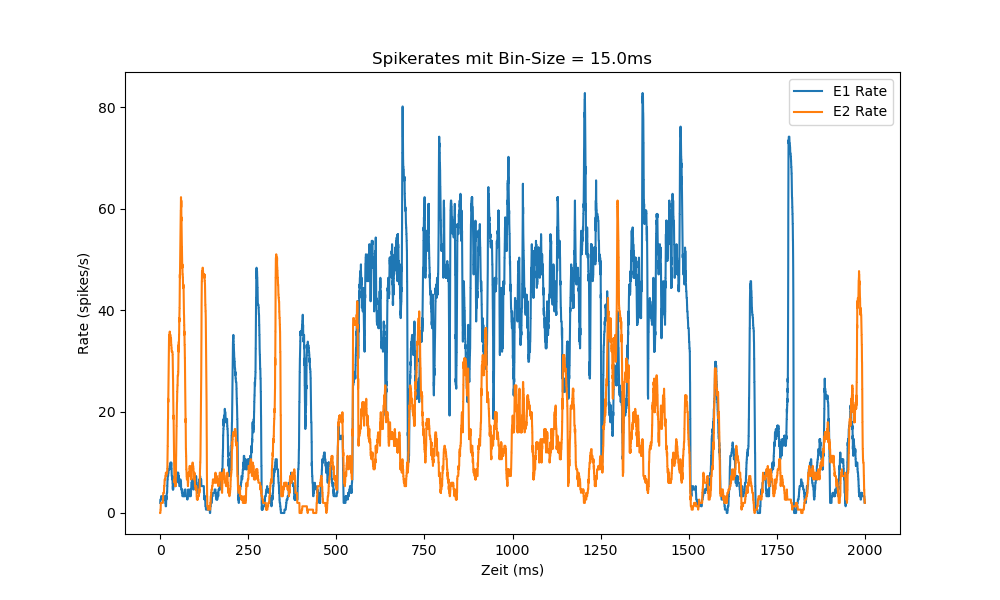 Spikerates mit Bin-Size = 15.0ms
E1 Rate
E2 Rate
80
60
40
20
0
Rate (spikes/s)
0 250 500 750 1000 1250 1500 1750 2000
Zeit (ms)